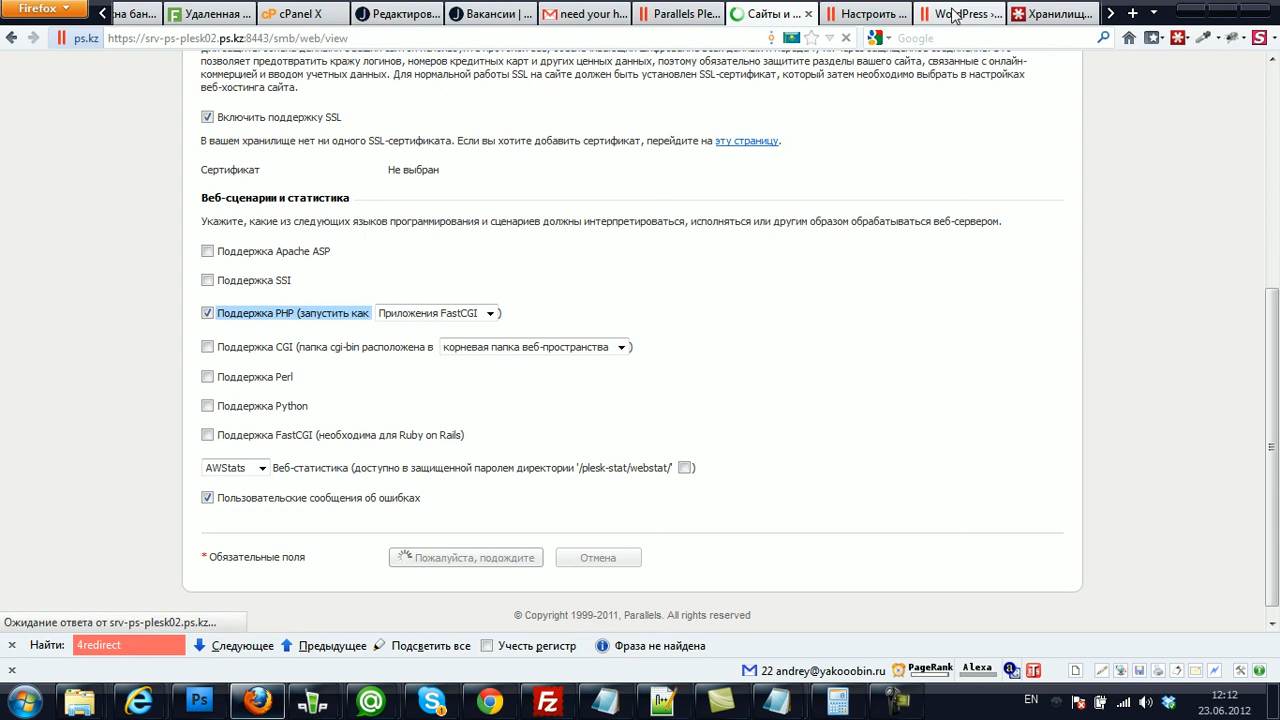 Firefox
сна бан...
Удаленная ...
cPanel X
Редактиров...
Вакансии | ...
need your h...
Parallels Ple...
Сайты и ...
Настроить ...
WordPress ›...
Хранилищ...
ps.kz
https://srv-ps-plesk02.ps.kz:8443/smb/web/view
Google
позволяет предотвратить кражу логинов, номеров кредитных карт и других ценных данных, поэтому обязательно защитите разделы вашего сайта, связанные с онлайн-
коммерцией и вводом учетных данных. Для нормальной работы SSL на сайте должен быть установлен SSL-сертификат, который затем необходимо выбрать в настройках
веб-хостинга сайта.
Включить поддержку SSL
В вашем хранилище нет ни одного SSL-сертификата. Если вы хотите добавить сертификат, перейдите на эту страницу.
Сертификат Не выбран
Веб-сценарии и статистика
Укажите, какие из следующих языков программирования и сценариев должны интерпретироваться, исполняться или другим образом обрабатываться веб-сервером.
Поддержка Apache ASP
Поддержка SSI
Поддержка PHP (запустить как Приложения FastCGI )
Поддержка CGI (папка cgi-bin расположена в корневая папка веб-пространства )
Поддержка Perl
Поддержка Python
Поддержка FastCGI (необходима для Ruby on Rails)
AWStats Веб-статистика (доступно в защищенной паролем директории '/plesk-stat/webstat/' )
Пользовательские сообщения об ошибках
* Обязательные поля Пожалуйста, подождите Отмена
© Copyright 1999-2011, Parallels. All rights reserved
Ожидание ответа от srv-ps-plesk02.ps.kz...
Найти: 4redirect Следующее Предыдущее Подсветить все Учесть регистр Фраза не найдена
22 andrey@yakooobin.ru PageRank Alexa
EN 12:12
23.06.2012